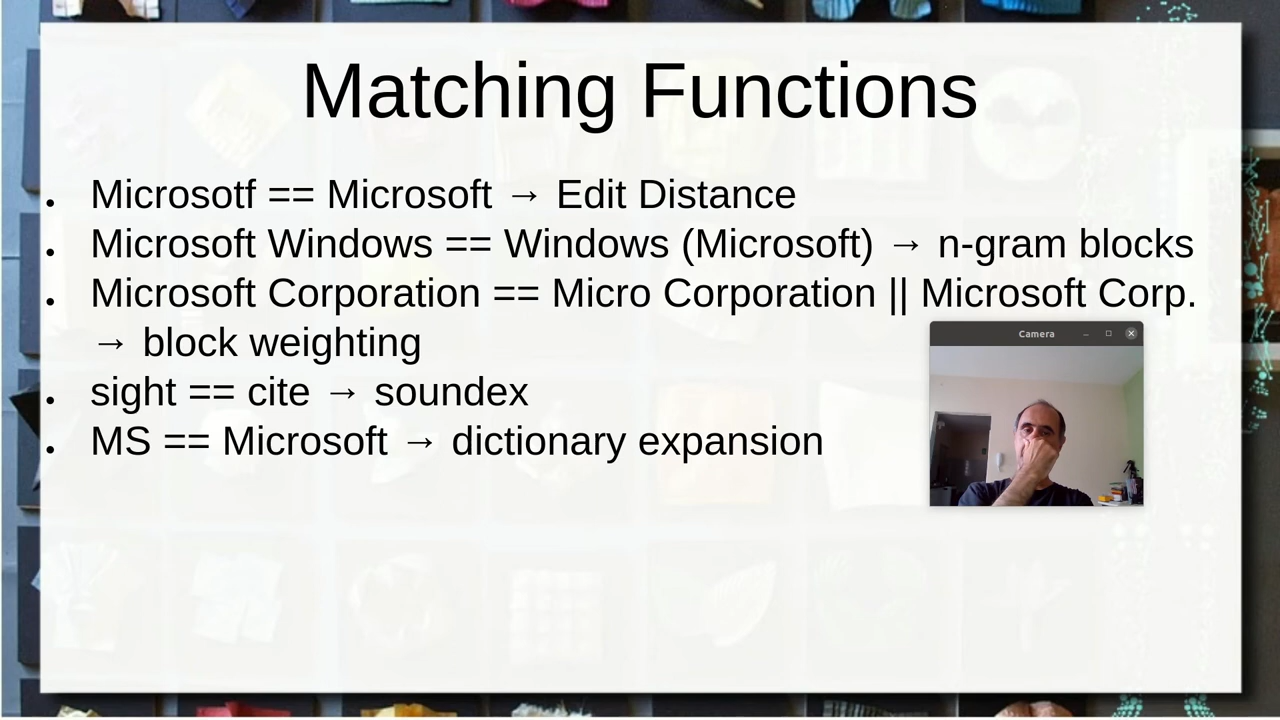 Matching Functions
Microsotf == Microsoft → Edit Distance
Microsoft Windows == Windows (Microsoft) → n-gram blocks
Microsoft Corporation == Micro Corporation || Microsoft Corp.
→ block weighting
Camera
sight == cite → soundex
MS == Microsoft → dictionary expansion